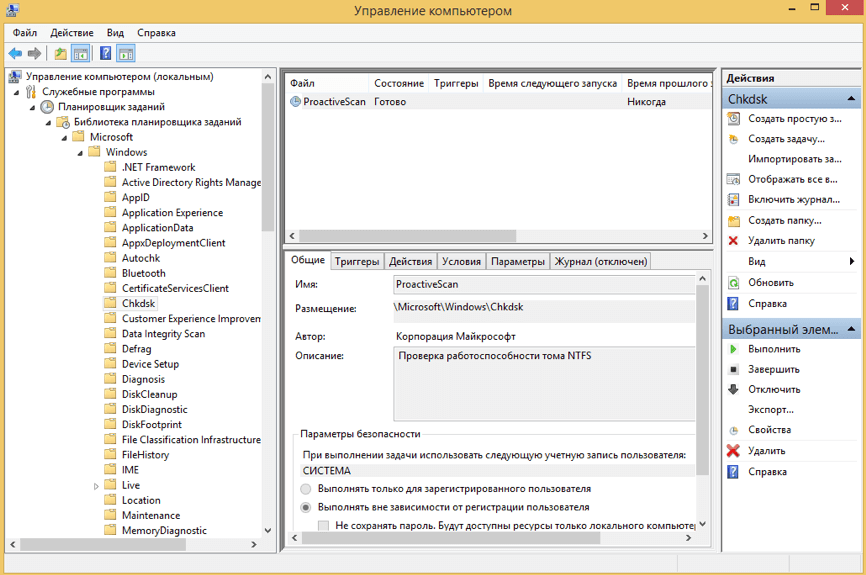 Управление компьютером
Файл Действие Вид Справка
Управление компьютером (локальным)
Служебные программы
Планировщик заданий
Библиотека планировщика заданий
Microsoft
Windows
.NET Framework
Active Directory Rights Manage
AppID
Application Experience
ApplicationData
AppxDeploymentClient
Autochk
Bluetooth
CertificateServicesClient
Chkdsk
Customer Experience Improvem
Data Integrity Scan
Defrag
Device Setup
Diagnosis
DiskCleanup
DiskDiagnostic
DiskFootprint
File Classification Infrastructure
FileHistory
IME
Live
Location
Maintenance
MemoryDiagnostic
Файл Состояние Триггеры Время следующего запуска Время прошлого з
ProactiveScan Готово Никогда
Общие Триггеры Действия Условия Параметры Журнал (отключен)
Имя: ProactiveScan
Размещение: \Microsoft\Windows\Chkdsk
Автор: Корпорация Майкрософт
Описание: Проверка работоспособности тома NTFS
Параметры безопасности
При выполнении задачи использовать следующую учетную запись пользователя:
СИСТЕМА
Выполнять только для зарегистрированного пользователя
Выполнять вне зависимости от регистрации пользователя
Не сохранять пароль. Будут доступны ресурсы только локального компьютер
Действия
Chkdsk
Создать простую з...
Создать задачу...
Импортировать за...
Отображать все в...
Включить журнал...
Создать папку...
Удалить папку
Вид
Обновить
Справка
Выбранный элем...
Выполнить
Завершить
Отключить
Экспорт...
Свойства
Удалить
Справка